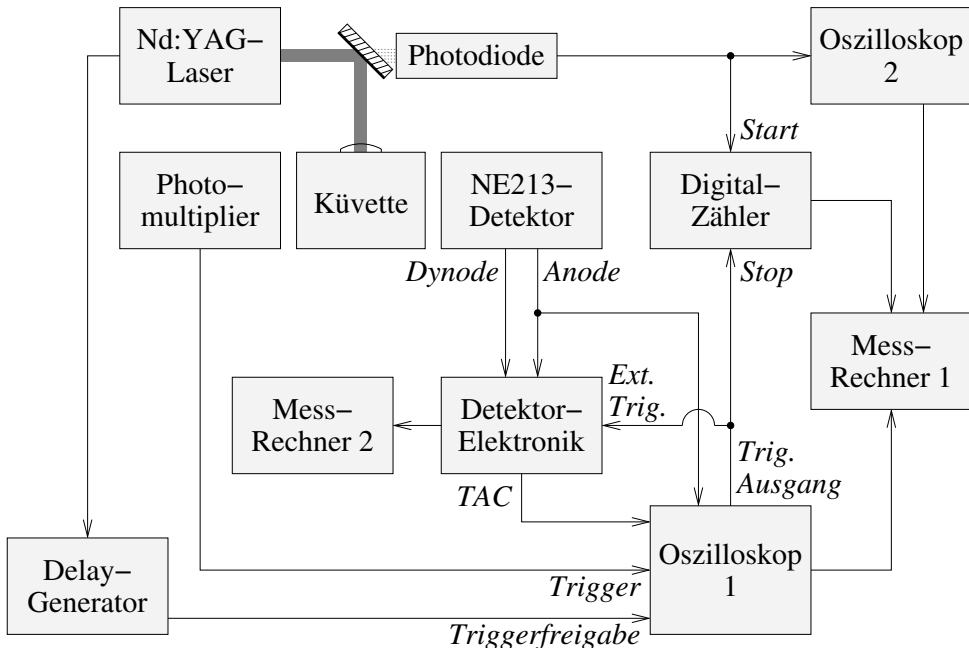 Nd:YAG–
Laser
Photodiode
Oszilloskop
2
Start
Photo–
multiplier
Küvette
NE213–
Detektor
Digital–
Zähler
Dynode
Anode
Stop
Mess–
Rechner 1
Ext.
Trig.
Mess–
Rechner 2
Detektor–
Elektronik
Trig.
Ausgang
TAC
Delay–
Generator
Oszilloskop
1
Trigger
Triggerfreigabe